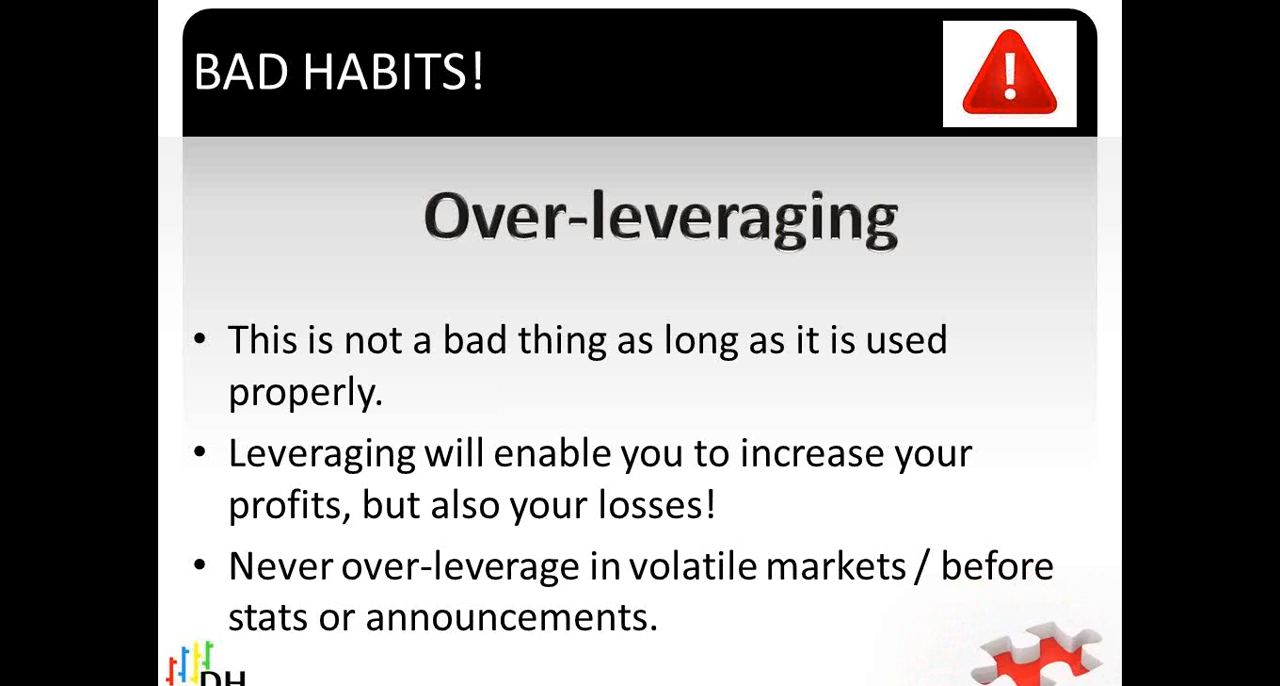 BAD HABITS!
Over-leveraging
• This is not a bad thing as long as it is used
properly.
• Leveraging will enable you to increase your
profits, but also your losses!
• Never over-leverage in volatile markets / before
stats or announcements.
DH